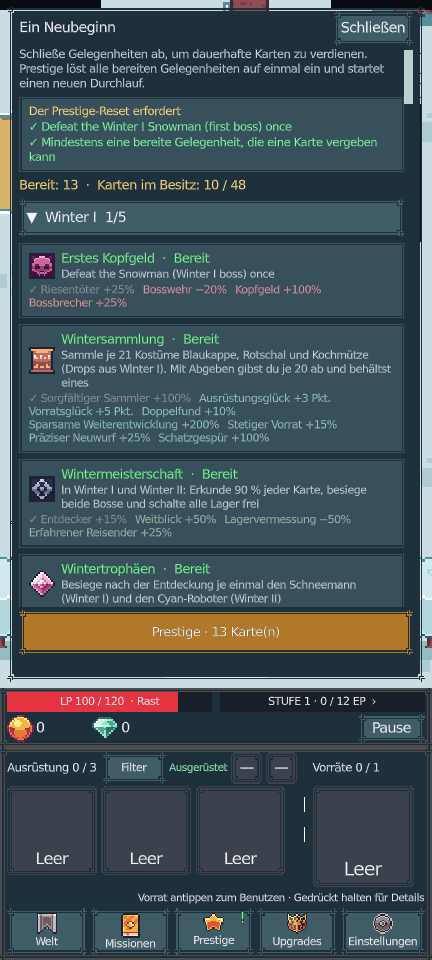 Ein Neubeginn
Schließen
Schließe Gelegenheiten ab, um dauerhafte Karten zu verdienen.
Prestige löst alle bereiten Gelegenheiten auf einmal ein und startet
einen neuen Durchlauf.
Der Prestige-Reset erfordert
✓ Defeat the Winter I Snowman (first boss) once
✓ Mindestens eine bereite Gelegenheit, die eine Karte vergeben
kann
Bereit: 13 · Karten im Besitz: 10 / 48
▼ Winter I 1/5
Erstes Kopfgeld · Bereit
Defeat the Snowman (Winter I boss) once
✓ Riesentöter +25% Bosswehr −20% Kopfgeld +100%
Bossbrecher +25%
Wintersammlung · Bereit
Sammle je 21 Kostüme Blaukappe, Rotschal und Kochmütze
(Drops aus Winter I). Mit Abgeben gibst du je 20 ab und behältst
eines
✓ Sorgfältiger Sammler +100% Ausrüstungsglück +3 Pkt.
Vorratsglück +5 Pkt. Doppelfund +10%
Sparsame Weiterentwicklung +200% Stetiger Vorrat +15%
Präziser Neuwurf +25% Schatzgespür +100%
Wintermeisterschaft · Bereit
In Winter I und Winter II: Erkunde 90 % jeder Karte, besiege
beide Bosse und schalte alle Lager frei
✓ Entdecker +15% Weitblick +50% Lagervermessung −50%
Erfahrener Reisender +25%
Wintertrophäen · Bereit
Besiege nach der Entdeckung je einmal den Schneemann
(Winter I) und den Cyan-Roboter (Winter II)
Prestige · 13 Karte(n)
LP 100 / 120 · Rast
STUFE 1 · 0 / 12 EP ›
0
0
Pause
Ausrüstung 0 / 3
Filter
Ausgerüstet
—
—
Vorräte 0 / 1
Leer
Leer
Leer
Leer
Vorrat antippen zum Benutzen · Gedrückt halten für Details
Welt
Missionen
!
Prestige
Upgrades
Einstellungen